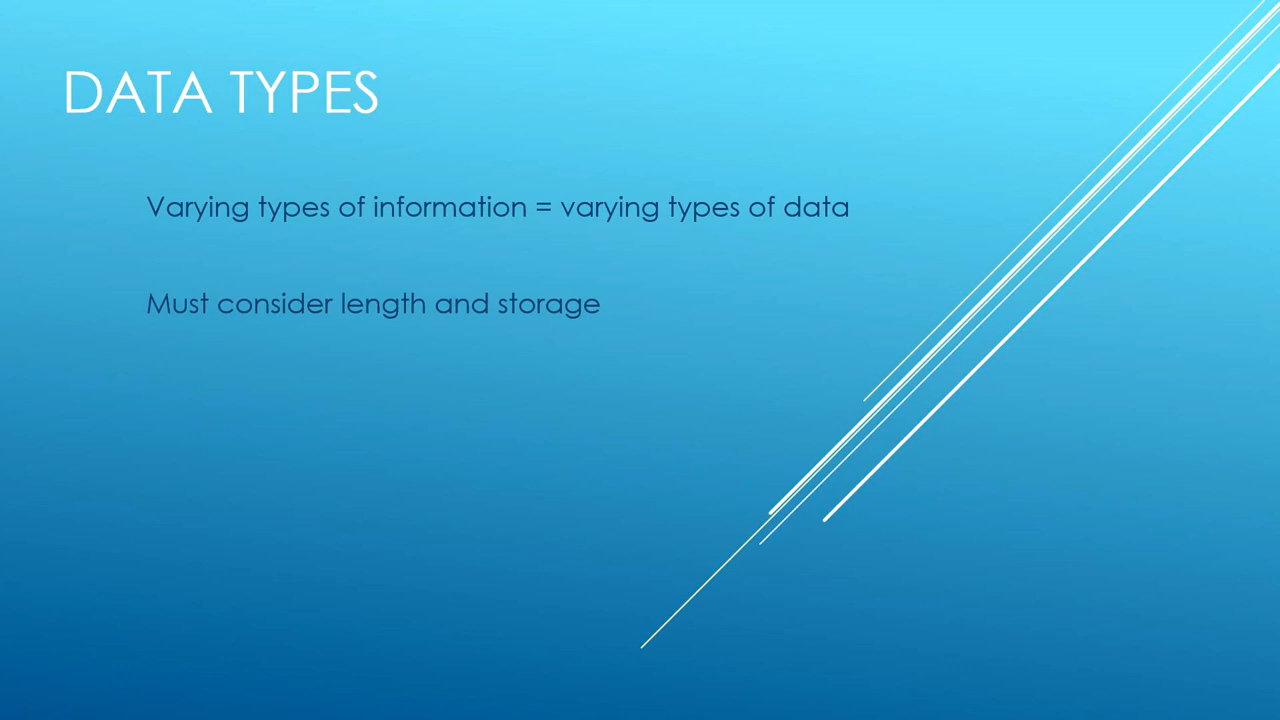 DATA TYPES
Varying types of information = varying types of data
Must consider length and storage